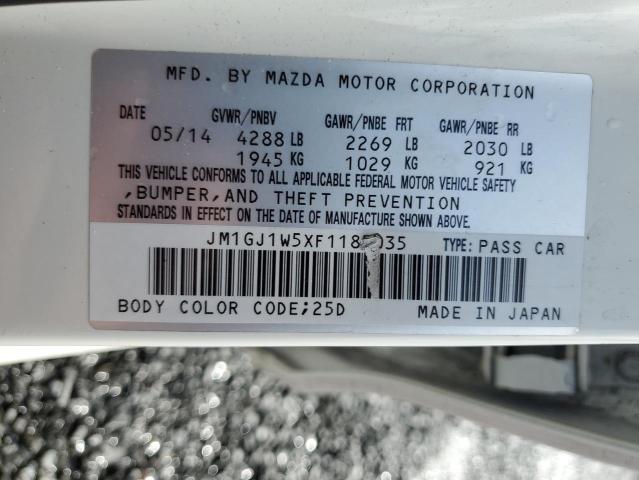 MFD. BY MAZDA MOTOR CORPORATION
DATE GVWR/PNBV GAWR/PNBE FRT GAWR/PNBE RR
05/14 4288 LB 2269 LB 2030 LB
1945 KG 1029 KG 921 KG
THIS VEHICLE CONFORMS TO ALL APPLICABLE FEDERAL MOTOR VEHICLE SAFETY
,BUMPER,AND THEFT PREVENTION
STANDARDS IN EFFECT ON THE DATE OF MANUFACTURE SHOWN ABOVE.
TYPE: PASS CAR
BODY COLOR CODE;25D MADE IN JAPAN